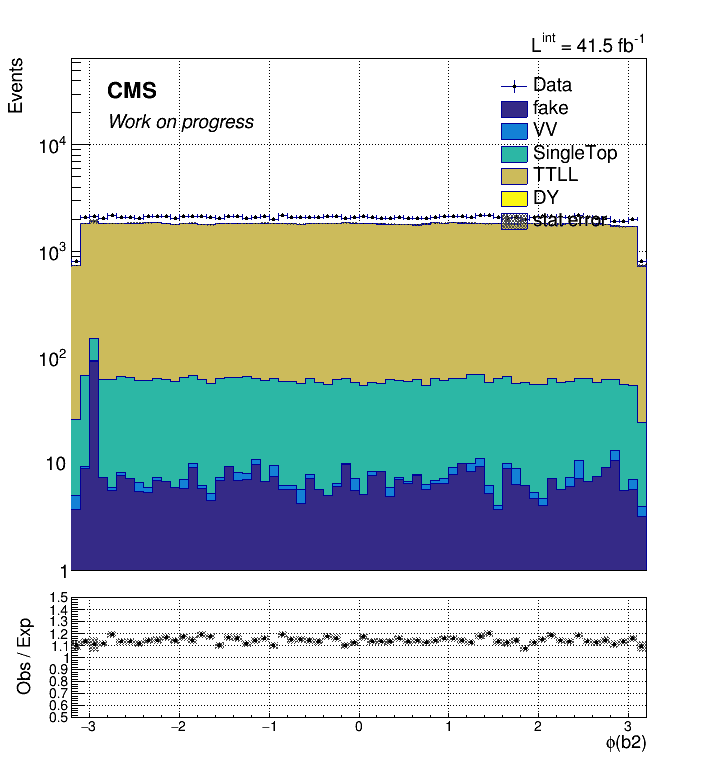 L^int = 41.5 fb^-1
Events
CMS
Work on progress
Data
fake
VV
SingleTop
TTLL
DY
stat error
10^4
10^3
10^2
10
1
Obs / Exp
1.5
1.4
1.3
1.2
1.1
1
0.9
0.8
0.7
0.6
0.5
−3 −2 −1 0 1 2 3
ϕ(b2)